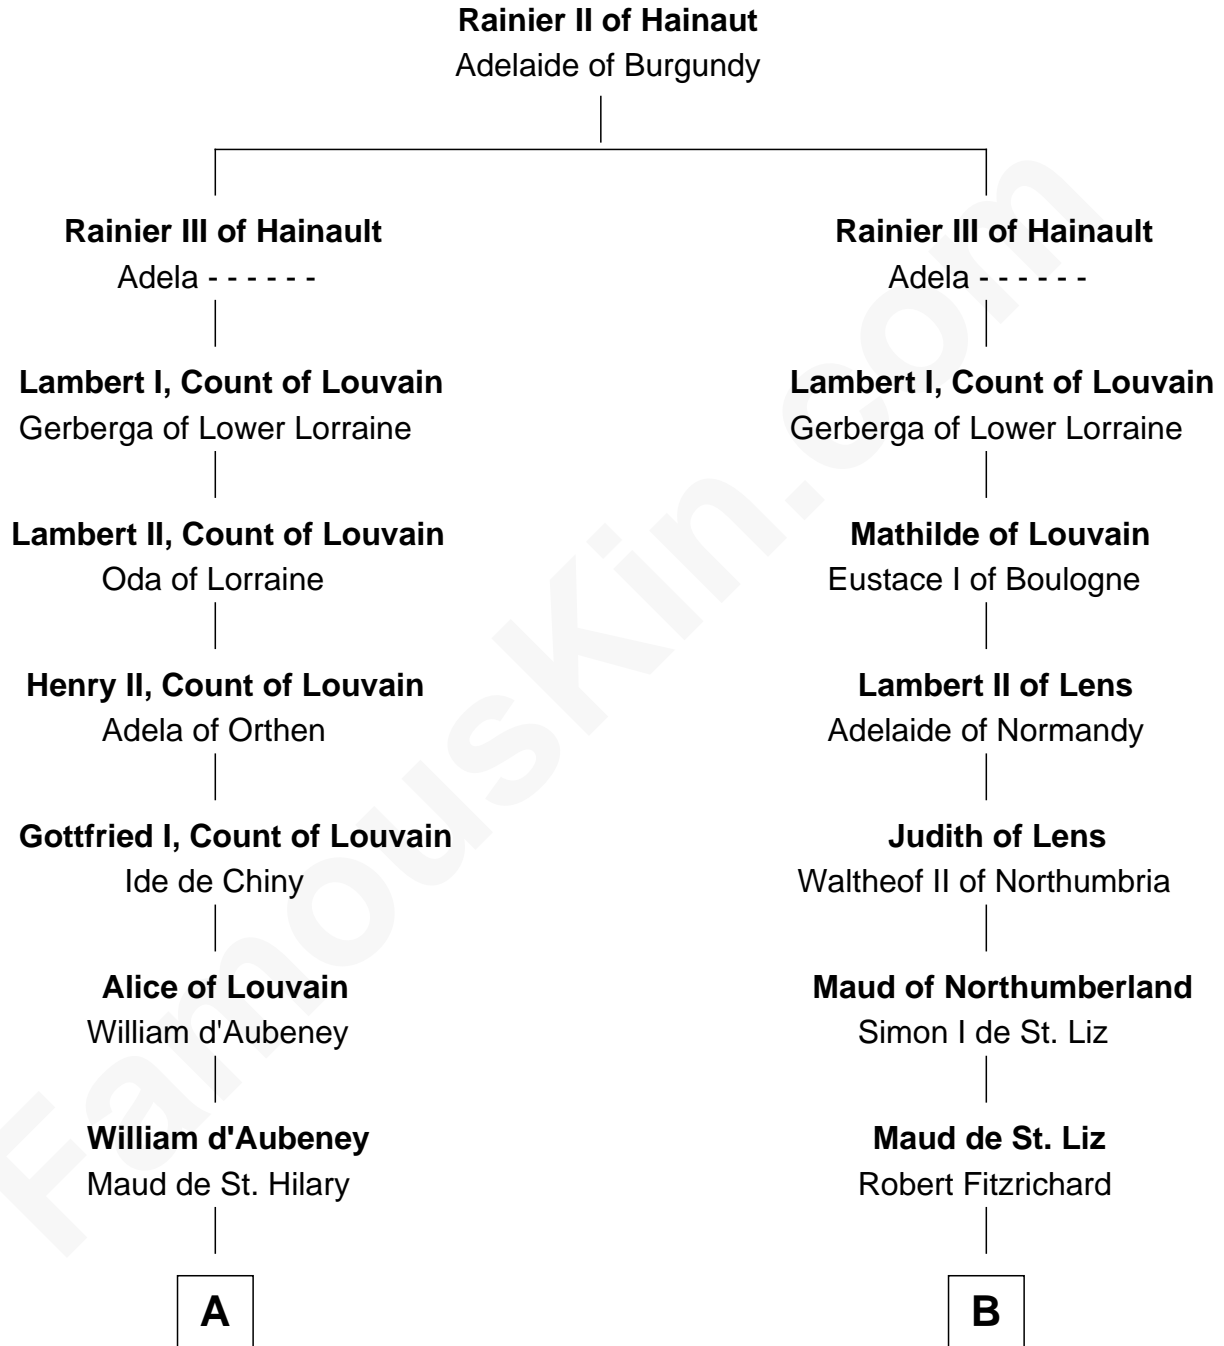 Rainier II of Hainaut
Adelaide of Burgundy
Rainier III of Hainault
Adela - - - - - -
Rainier III of Hainault
Adela - - - - - -
Lambert I, Count of Louvain
Gerberga of Lower Lorraine
Lambert I, Count of Louvain
Gerberga of Lower Lorraine
Lambert II, Count of Louvain
Oda of Lorraine
Mathilde of Louvain
Eustace I of Boulogne
Henry II, Count of Louvain
Adela of Orthen
Lambert II of Lens
Adelaide of Normandy
Gottfried I, Count of Louvain
Ide de Chiny
Judith of Lens
Waltheof II of Northumbria
Alice of Louvain
William d'Aubeney
Maud of Northumberland
Simon I de St. Liz
William d'Aubeney
Maud de St. Hilary
Maud de St. Liz
Robert Fitzrichard
A
B
FamousKin.com